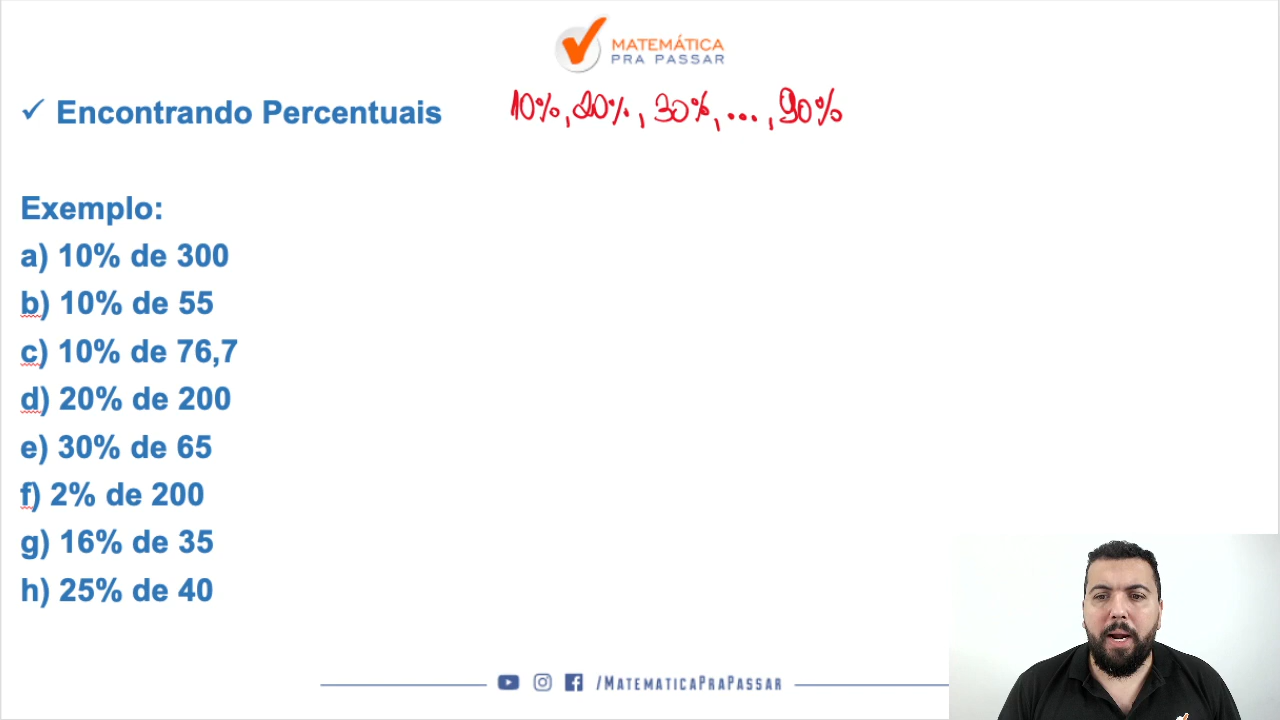 MATEMÁTICA
PRA PASSAR
Encontrando Percentuais
10%, 20%, 30%, ..., 90%
Exemplo:
a) 10% de 300
b) 10% de 55
c) 10% de 76,7
d) 20% de 200
e) 30% de 65
f) 2% de 200
g) 16% de 35
h) 25% de 40
/MATEMATICAPRAPASSAR